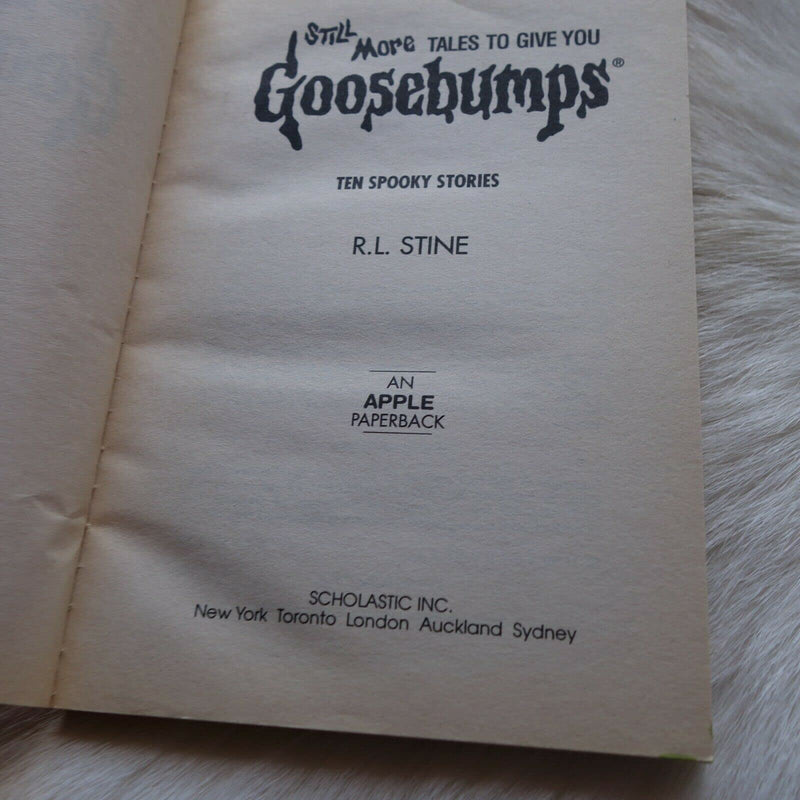 STILL More TALES TO GIVE YOU
Goosebumps®
TEN SPOOKY STORIES
R.L. STINE
AN
APPLE
PAPERBACK
SCHOLASTIC INC.
New York Toronto London Auckland Sydney